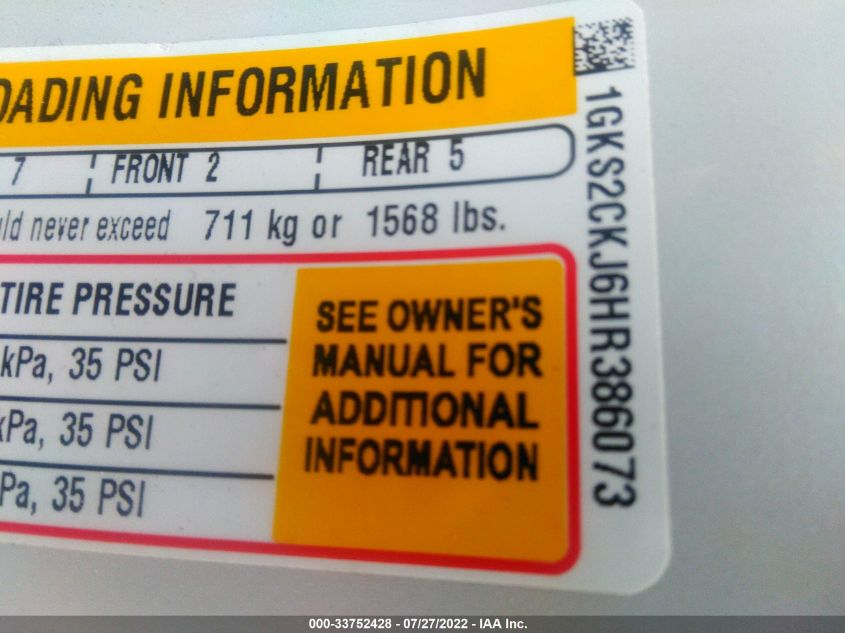 OADING INFORMATION
7 FRONT 2 REAR 5
uld never exceed 711 kg or 1568 lbs.
TIRE PRESSURE
kPa, 35 PSI
kPa, 35 PSI
Pa, 35 PSI
SEE OWNER'S
MANUAL FOR
ADDITIONAL
INFORMATION
1GKS2CKJ6HR386073
000-33752428 - 07/27/2022 - IAA Inc.